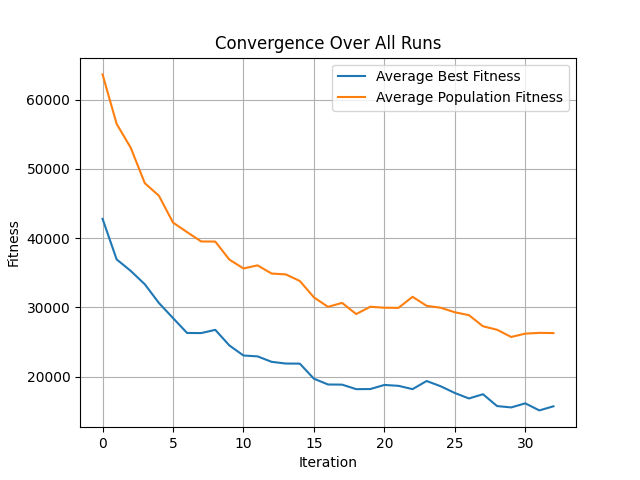 Convergence Over All Runs
Average Best Fitness
Average Population Fitness
60000
50000
40000
30000
20000
Fitness
0 5 10 15 20 25 30
Iteration